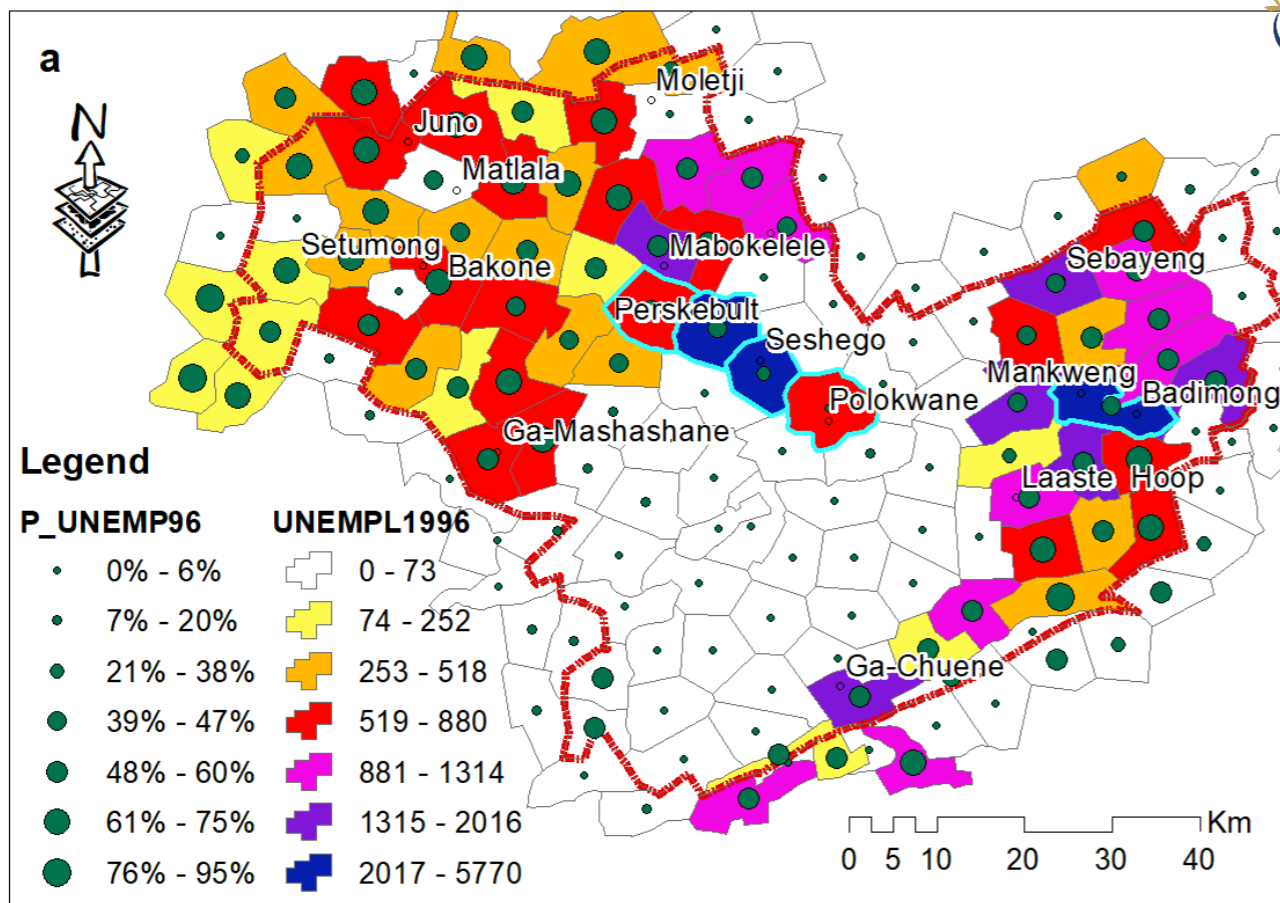 a
N
Moletji
Juno
Matlala
Setumong
Bakone
Mabokelele
Sebayeng
Perskebult
Seshego
Mankweng
Badimong
Polokwane
Ga-Mashashane
Laaste
Hoop
Ga-Chuene
Legend
P_UNEMP96 UNEMPL1996
0% - 6% 0 - 73
7% - 20% 74 - 252
21% - 38% 253 - 518
39% - 47% 519 - 880
48% - 60% 881 - 1314
61% - 75% 1315 - 2016
76% - 95% 2017 - 5770
Km
0 5 10 20 30 40